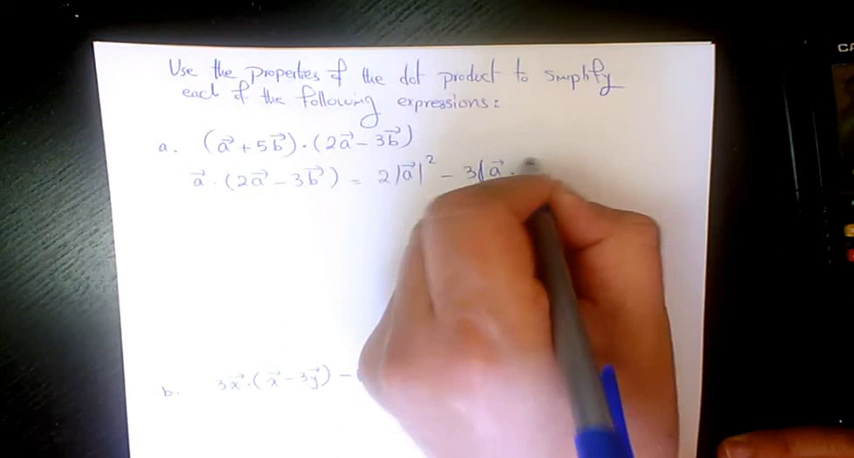 Use the properties of the dot product to simplify
each of the following expressions:
a. (a⃗ + 5b⃗) · (2a⃗ − 3b⃗)
a⃗ · (2a⃗ − 3b⃗) = 2|a⃗|² − 3(a⃗ ·
b. 3x⃗ · (x⃗ − 3y⃗) − (